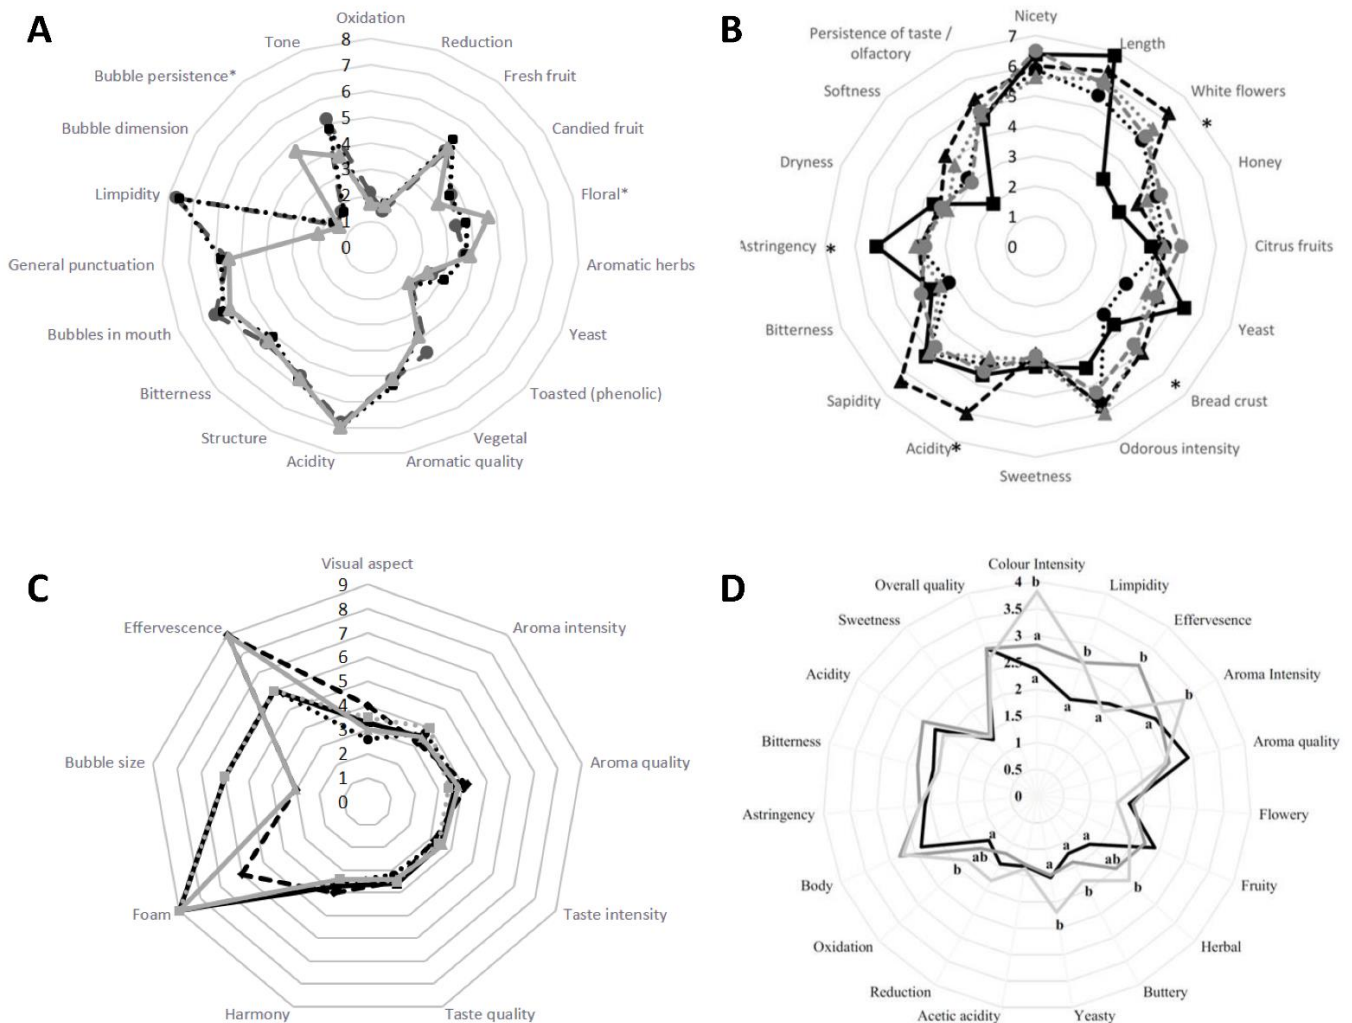 A
Oxidation
Reduction
Fresh fruit
Candied fruit
Floral*
Aromatic herbs
Yeast
Toasted (phenolic)
Vegetal
Aromatic quality
Acidity
Structure
Bitterness
Bubbles in mouth
General punctuation
Limpidity
Bubble dimension
Bubble persistence*
Tone
8
7
6
5
4
3
2
1
0
B
Nicety
Length
White flowers
*
Honey
Citrus fruits
Yeast
*
Bread crust
Odorous intensity
Sweetness
Acidity*
Sapidity
Bitterness
Astringency *
Dryness
Softness
Persistence of taste /
olfactory
7
6
5
4
3
2
1
0
C
Visual aspect
Aroma intensity
Aroma quality
Taste intensity
Taste quality
Harmony
Foam
Bubble size
Effervescence
9
8
7
6
5
4
3
2
1
0
D
Colour Intensity
Limpidity
Effervesence
Aroma Intensity
Aroma quality
Flowery
Fruity
Herbal
Buttery
Yeasty
Acetic acidity
Reduction
Oxidation
Body
Astringency
Bitterness
Acidity
Sweetness
Overall quality
4 b
3.5
3 a
2.5
2
1.5
1
0.5
0
a
b
b
b
a
a
a
a
a
ab
b
b
a
b
a
ab
b